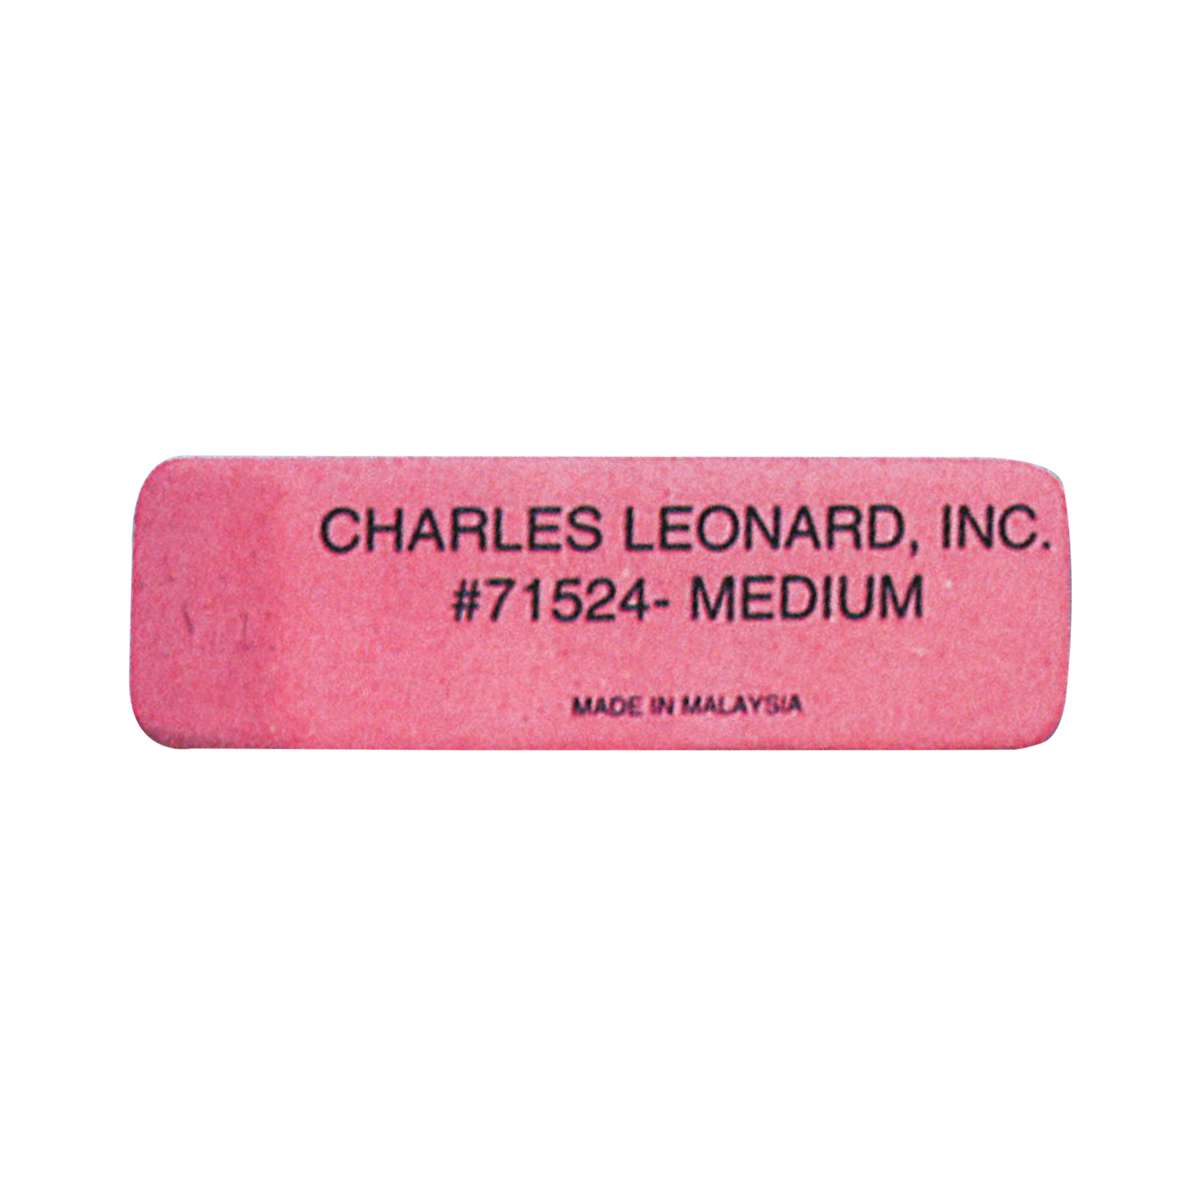 CHARLES LEONARD, INC.
#71524- MEDIUM
MADE IN MALAYSIA